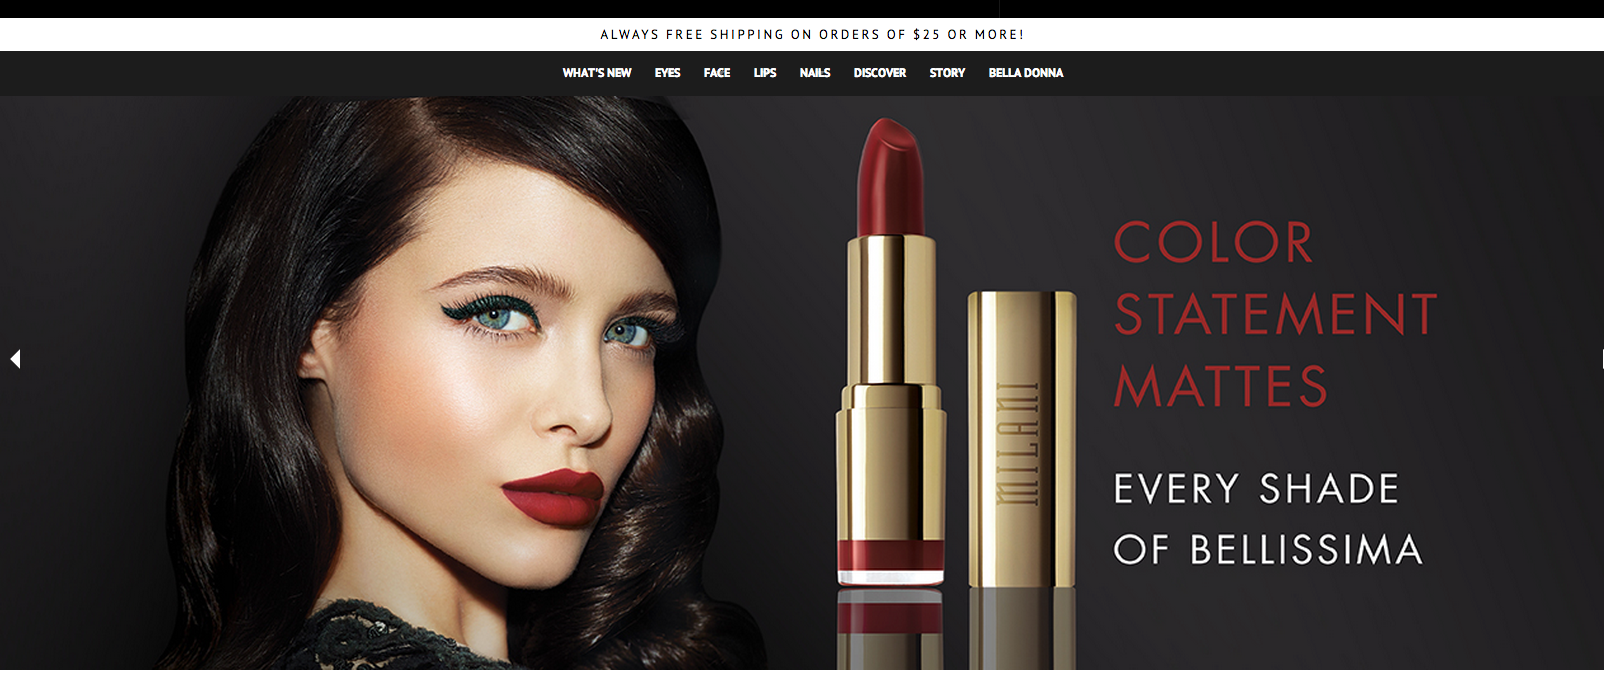 ALWAYS FREE SHIPPING ON ORDERS OF $25 OR MORE!
WHAT'S NEW EYES FACE LIPS NAILS DISCOVER STORY BELLA DONNA
COLOR
STATEMENT
MATTES
EVERY SHADE
OF BELLISSIMA
MILANI